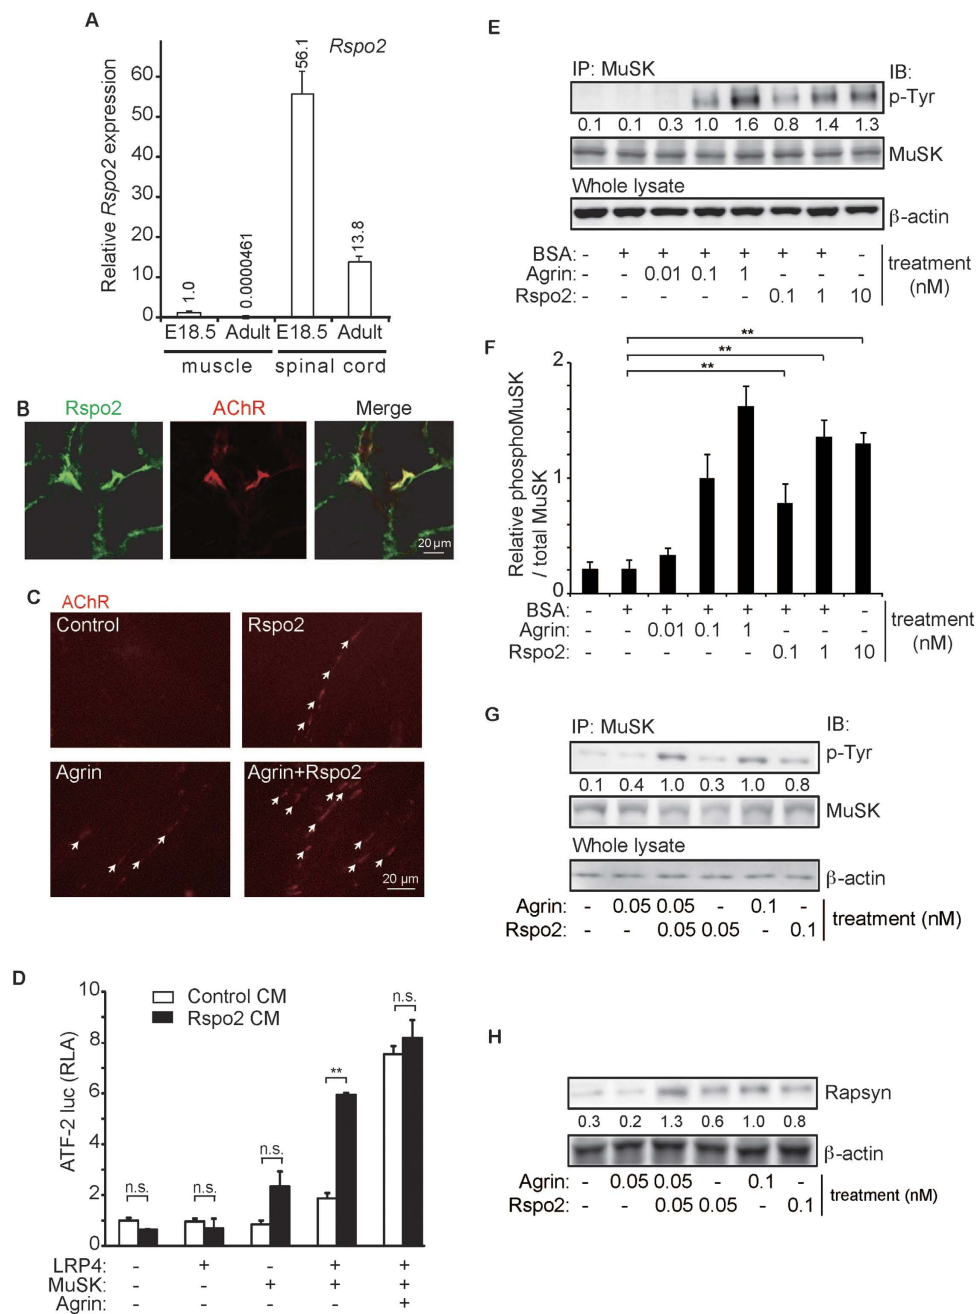 A
Rspo2
Relative Rspo2 expression
60
50
40
30
20
10
0
1.0
0.0000461
56.1
13.8
E18.5 Adult E18.5 Adult
muscle spinal cord
B
Rspo2 AChR Merge
20 µm
C
AChR
Control
Rspo2
Agrin
Agrin+Rspo2
20 µm
D
ATF-2 luc (RLA)
10
8
6
4
2
0
Control CM
Rspo2 CM
n.s.
n.s.
n.s.
**
n.s.
LRP4: - + - + +
MuSK: - - + + +
Agrin: - - - - +
E
IP: MuSK IB:
p-Tyr
0.1 0.1 0.3 1.0 1.6 0.8 1.4 1.3
MuSK
Whole lysate
β-actin
BSA: - + + + + + + -
Agrin: - - 0.01 0.1 1 - - -
Rspo2: - - - - - 0.1 1 10
treatment
(nM)
F
**
**
**
Relative phosphoMuSK
/ total MuSK
2
1
0
BSA: - + + + + + + -
Agrin: - - 0.01 0.1 1 - - -
Rspo2: - - - - - 0.1 1 10
treatment
(nM)
G
IP: MuSK IB:
p-Tyr
0.1 0.4 1.0 0.3 1.0 0.8
MuSK
Whole lysate
β-actin
Agrin: - 0.05 0.05 - 0.1 -
Rspo2: - - 0.05 0.05 - 0.1
treatment (nM)
H
Rapsyn
0.3 0.2 1.3 0.6 1.0 0.8
β-actin
Agrin: - 0.05 0.05 - 0.1 -
Rspo2: - - 0.05 0.05 - 0.1
treatment (nM)